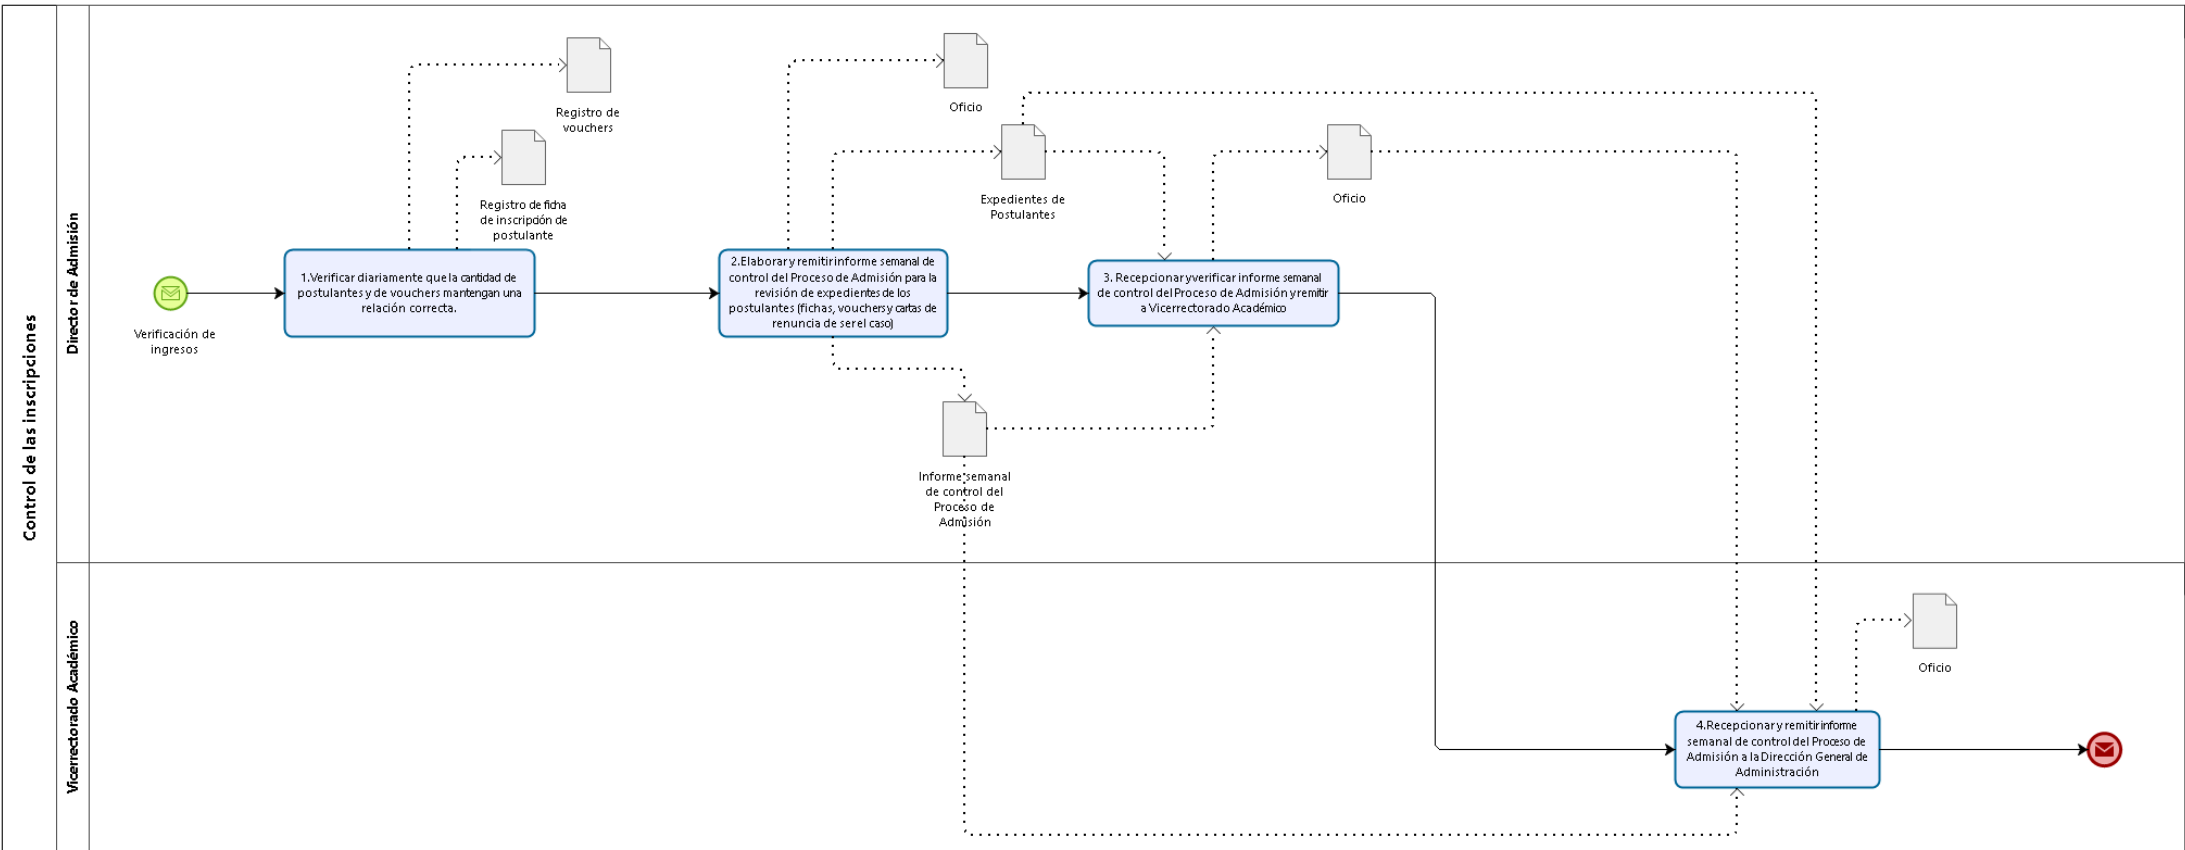 Control de las inscripciones
Director de Admisión
Verificación de
ingresos
1.Verificar diariamente que la cantidad de
postulantes y de vouchers mantengan una
relación correcta.
Registro de
vouchers
Registro de ficha
de inscripción de
postulante
2.Elaborar y remitir informe semanal de
control del Proceso de Admisión para la
revisión de expedientes de los
postulantes (fichas, vouchers y cartas de
renuncia de ser el caso)
Oficio
Expedientes de
Postulantes
Informe semanal
de control del
Proceso de
Admisión
3. Recepcionar y verificar informe semanal
de control del Proceso de Admisión y remitir
a Vicerrectorado Académico
Oficio
Vicerrectorado Académico
4.Recepcionar y remitir informe
semanal de control del Proceso de
Admisión a la Dirección General de
Administración
Oficio